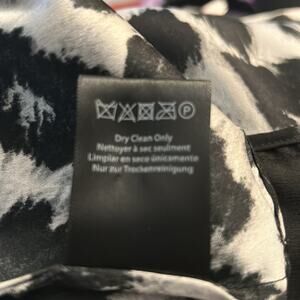 P
Dry Clean Only
Nettoyer à sec seulment
Limpiar en seco únicamente
Nur zur Trockenreinigung